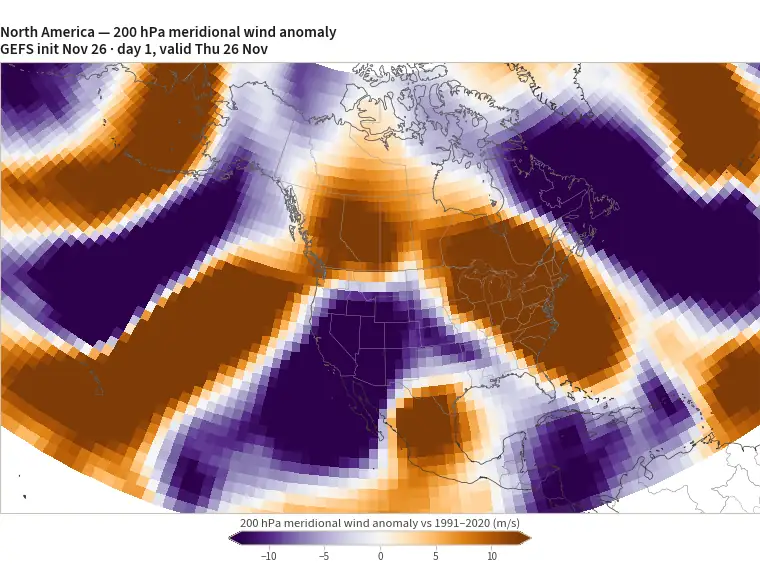 North America — 200 hPa meridional wind anomaly
GEFS init Nov 26 · day 1, valid Thu 26 Nov
200 hPa meridional wind anomaly vs 1991–2020 (m/s)
−10 −5 0 5 10